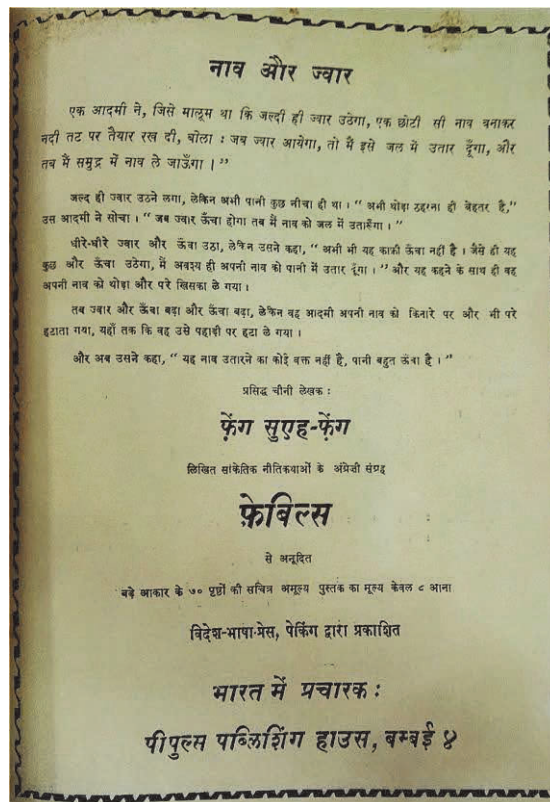 नाव और ज्वार
एक आदमी ने, जिसे मालूम था कि जल्दी ही ज्वार उठेगा, एक छोटी सी नाव बनाकर
नदी तट पर तैयार रख दी, बोला : जब ज्वार आयेगा, तो मैं इसे जल में उतार दूँगा, और
तब मैं समुद्र में नाव ले जाऊँगा ।”
जल्द ही ज्वार उठने लगा, लेकिन अभी पानी कुछ नीचा ही था । “ अभी थोड़ा ठहरना ही बेहतर है,”
उस आदमी ने सोचा । “ जब ज्वार ऊँचा होगा तब मैं नाव को जल में उतारूँगा । ”
धीरे-धीरे ज्वार और ऊँचा उठा, लेकिन उसने कहा, “ अभी भी यह काफ़ी ऊँचा नहीं है । जैसे ही यह
कुछ और ऊँचा उठेगा, मैं अवश्य ही अपनी नाव को पानी में उतार दूँगा । ” और यह कहने के साथ ही वह
अपनी नाव को थोड़ा और परे खिसका ले गया ।
तब ज्वार और ऊँचा बढ़ा और ऊँचा बढ़ा, लेकिन वह आदमी अपनी नाव को किनारे पर और भी परे
हटाता गया, यहाँ तक कि वह उसे पहाड़ी पर हटा ले गया ।
और अब उसने कहा, “ यह नाव उतारने का कोई वक्त नहीं है, पानी बहुत ऊंचा है । ”
प्रसिद्ध चीनी लेखक :
फ़ेंग सुएह-फ़ेंग
लिखित सांकेतिक नीतिकथाओं के अंग्रेसी संग्रह
फ़ेबिल्स
से अनूदित
बड़े आकार के ७० पृष्ठों की सचित्र अमूल्य पुस्तक का मूल्य केवल ८ आना
विदेश-भाषा-प्रेस, पेकिंग द्वारा प्रकाशित
भारत में प्रचारक :
पीपुल्स पब्लिशिंग हाउस, बम्बई ४